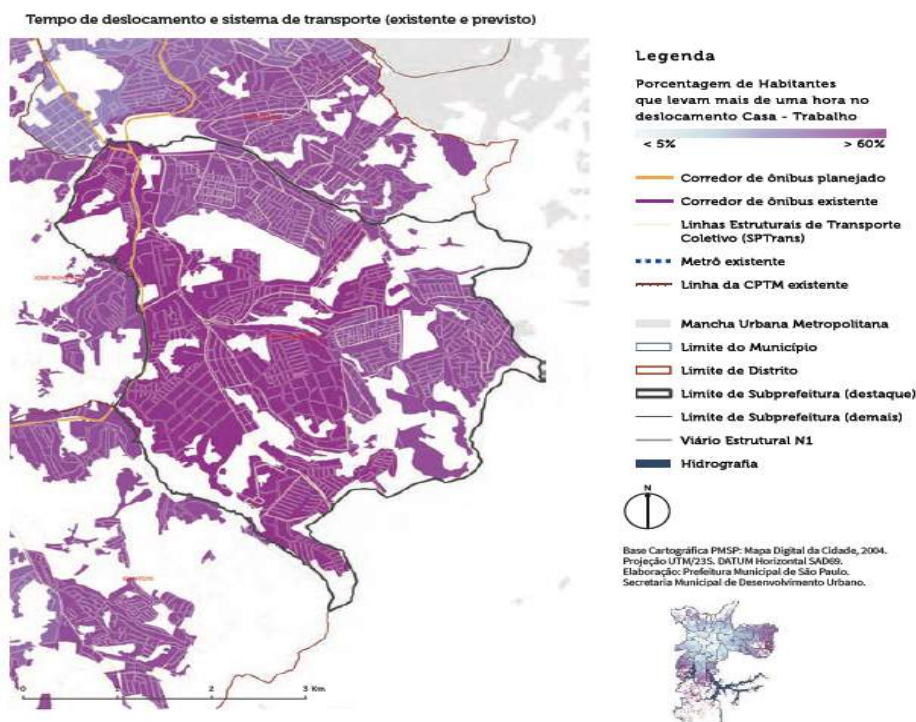 Tempo de deslocamento e sistema de transporte (existente e previsto)
Legenda
Porcentagem de Habitantes
que levam mais de uma hora no
deslocamento Casa - Trabalho
< 5%
> 60%
Corredor de ônibus planejado
Corredor de ônibus existente
Linhas Estruturais de Transporte
Coletivo (SPTrans)
Metrô existente
Linha da CPTM existente
Mancha Urbana Metropolitana
Limite do Município
Limite de Distrito
Limite de Subprefeitura (destaque)
Limite de Subprefeitura (demais)
Viário Estrutural N1
Hidrografia
N
Base Cartográfica PMSP: Mapa Digital da Cidade, 2004.
Projeção UTM/23S. DATUM Horizontal SAD69.
Elaboração: Prefeitura Municipal de São Paulo.
Secretaria Municipal de Desenvolvimento Urbano.
0 1 2 3 Km